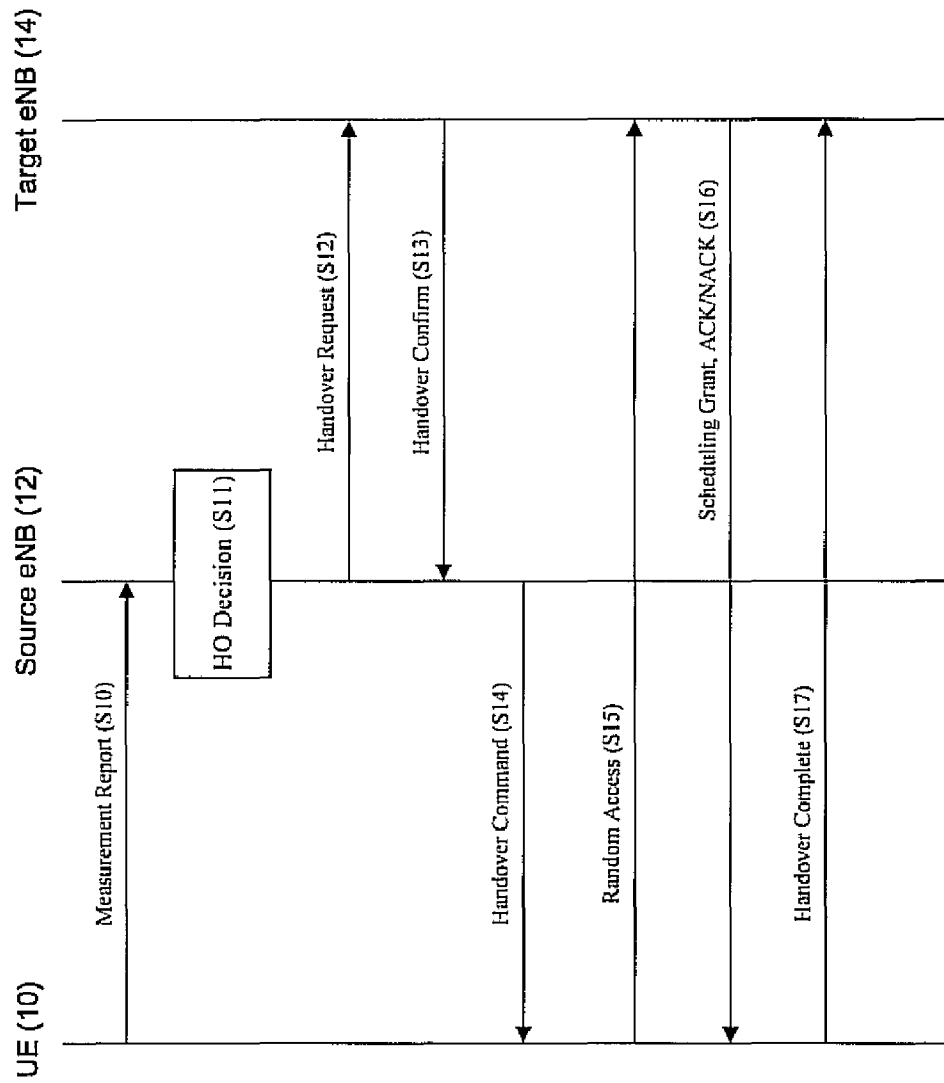 UE (10)
Source eNB (12)
Target eNB (14)
Measurement Report (S10)
HO Decision (S11)
Handover Request (S12)
Handover Confirm (S13)
Handover Command (S14)
Random Access (S15)
Scheduling Grant, ACK/NACK (S16)
Handover Complete (S17)